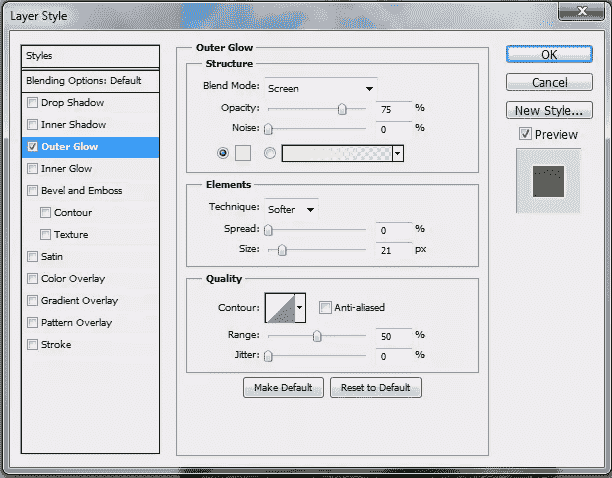 Layer Style
Styles
Blending Options: Default
Drop Shadow
Inner Shadow
Outer Glow
Inner Glow
Bevel and Emboss
Contour
Texture
Satin
Color Overlay
Gradient Overlay
Pattern Overlay
Stroke
Outer Glow
Structure
Blend Mode: Screen
Opacity: 75 %
Noise: 0 %
Elements
Technique: Softer
Spread: 0 %
Size: 21 px
Quality
Contour: Anti-aliased
Range: 50 %
Jitter: 0 %
Make Default Reset to Default
OK
Cancel
New Style...
Preview